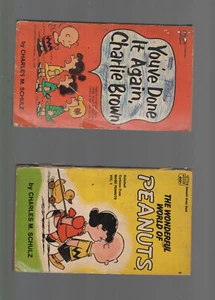 You've Done
It Again,
Charlie Brown
by CHARLES M. SCHULZ
THE WONDERFUL
WORLD OF
PEANUTS
by CHARLES M. SCHULZ